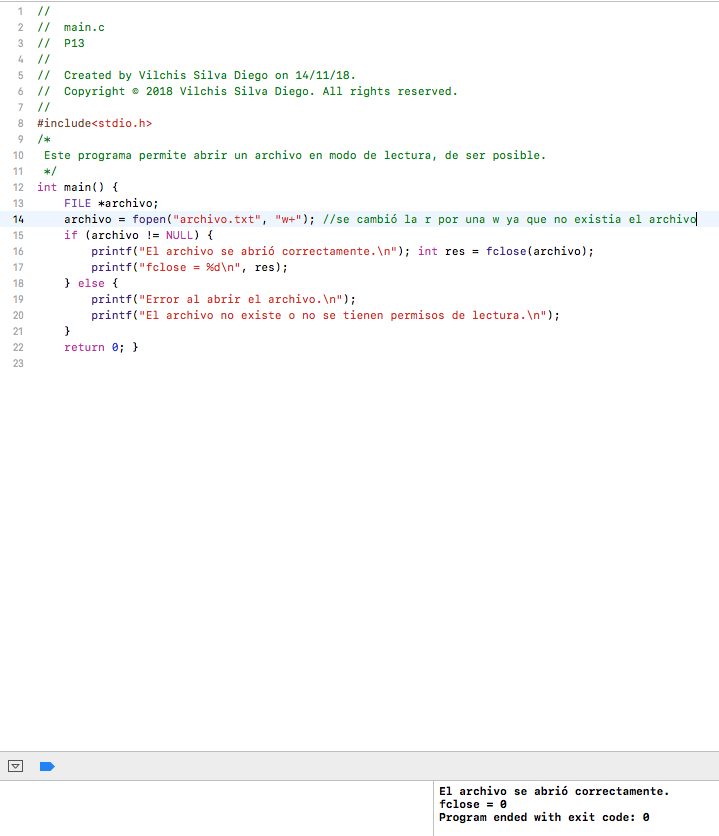 1 //
2 //  main.c
3 //  P13
4 //
5 //  Created by Vilchis Silva Diego on 14/11/18.
6 //  Copyright © 2018 Vilchis Silva Diego. All rights reserved.
7 //
8 #include<stdio.h>
9 /*
10  Este programa permite abrir un archivo en modo de lectura, de ser posible.
11  */
12 int main() {
13     FILE *archivo;
14     archivo = fopen("archivo.txt", "w+"); //se cambió la r por una w ya que no existia el archivo
15     if (archivo != NULL) {
16         printf("El archivo se abrió correctamente.\n"); int res = fclose(archivo);
17         printf("fclose = %d\n", res);
18     } else {
19         printf("Error al abrir el archivo.\n");
20         printf("El archivo no existe o no se tienen permisos de lectura.\n");
21     }
22     return 0; }
23
El archivo se abrió correctamente.
fclose = 0
Program ended with exit code: 0